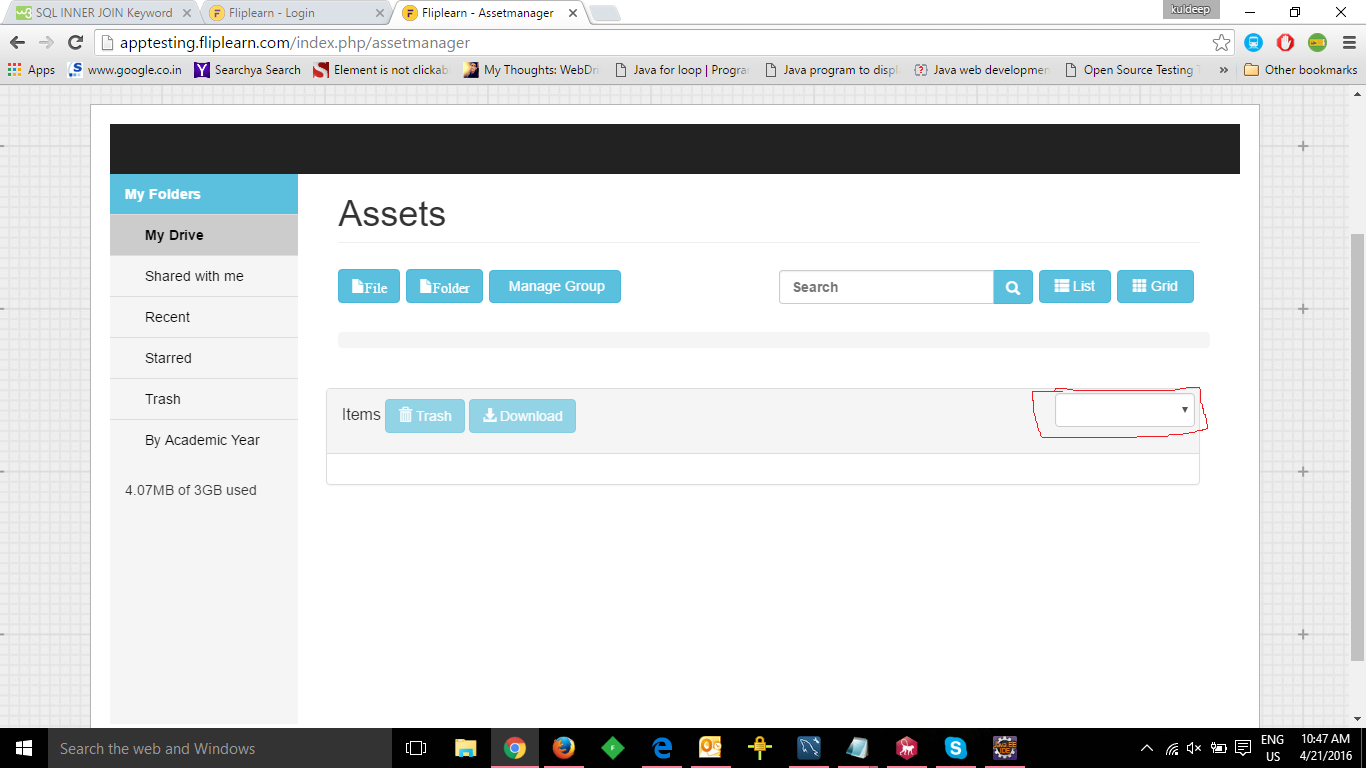 SQL INNER JOIN Keyword
Fliplearn - Login
Fliplearn - Assetmanager
kuldeep
apptesting.fliplearn.com/index.php/assetmanager
Apps
www.google.co.in
Searchya Search
Element is not clickab
My Thoughts: WebDri
Java for loop | Progra
Java program to displ
Java web developmen
Open Source Testing T
»
Other bookmarks
My Folders
My Drive
Shared with me
Recent
Starred
Trash
By Academic Year
4.07MB of 3GB used
Assets
File
Folder
Manage Group
Search
List
Grid
Items
Trash
Download
Search the web and Windows
ENG
US
10:47 AM
4/21/2016